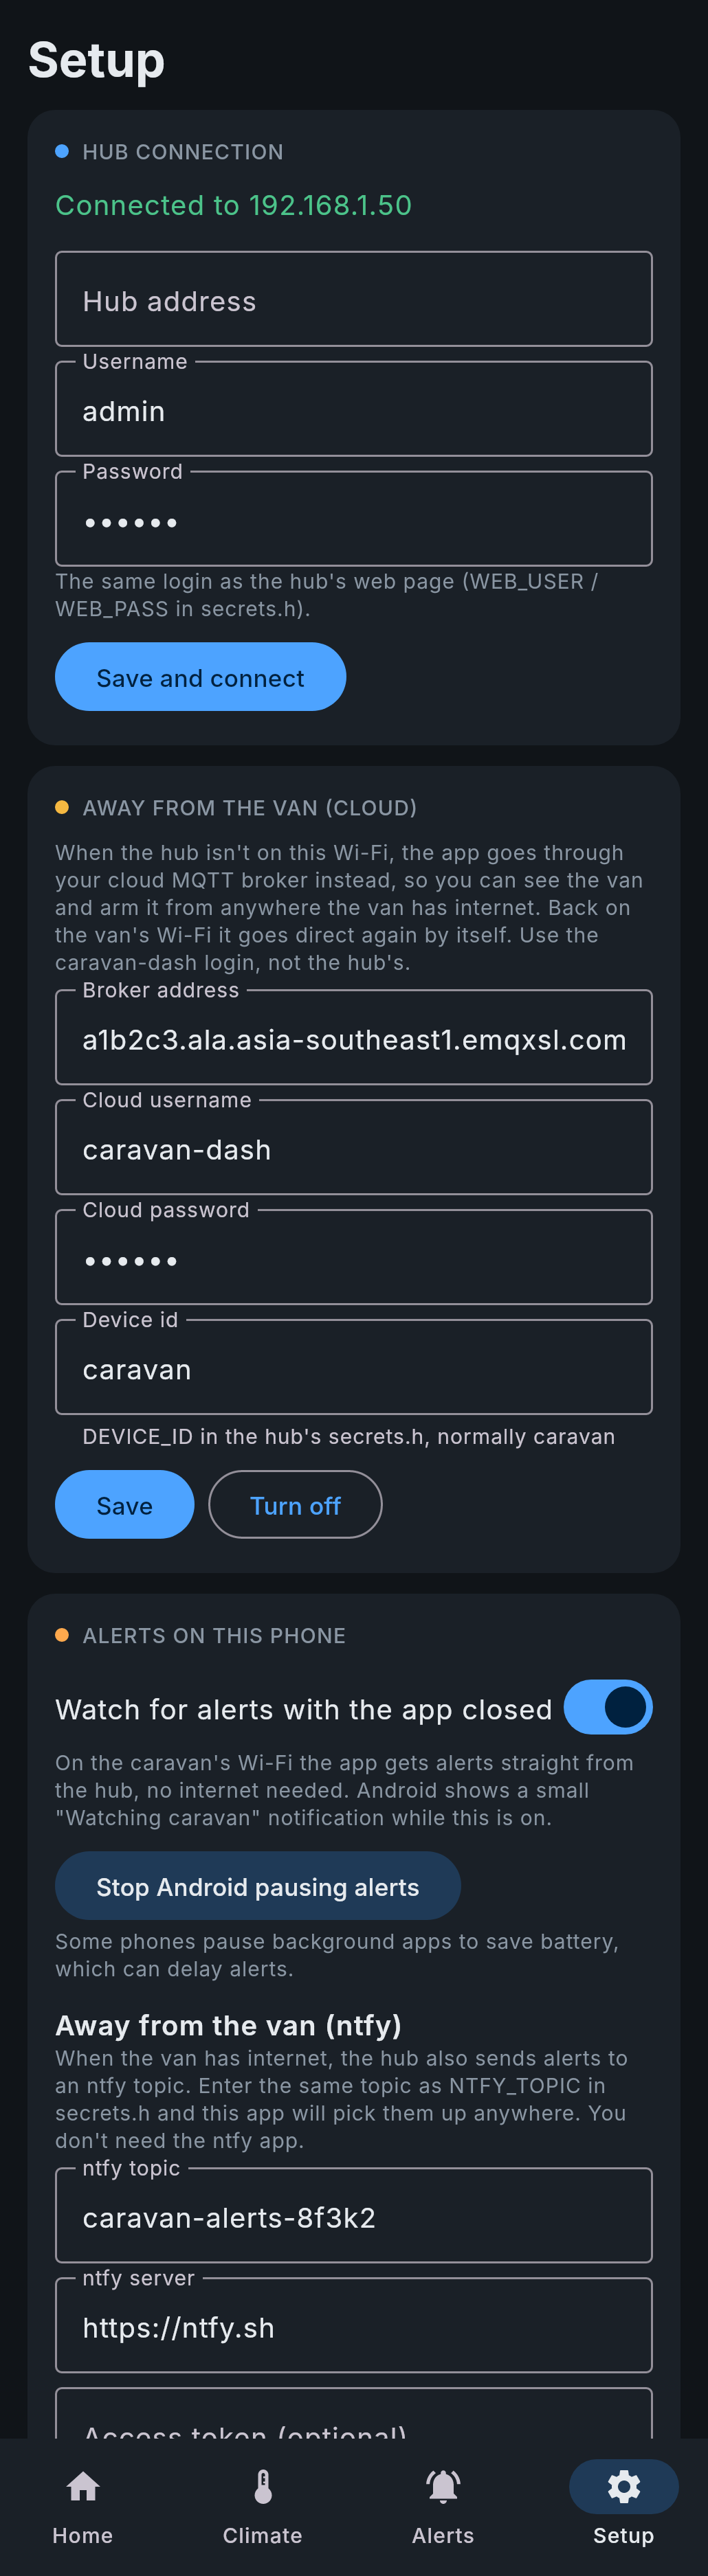 Setup
HUB CONNECTION
Connected to 192.168.1.50
Hub address
Username
admin
Password
••••••
The same login as the hub's web page (WEB_USER /
WEB_PASS in secrets.h).
Save and connect
AWAY FROM THE VAN (CLOUD)
When the hub isn't on this Wi-Fi, the app goes through
your cloud MQTT broker instead, so you can see the van
and arm it from anywhere the van has internet. Back on
the van's Wi-Fi it goes direct again by itself. Use the
caravan-dash login, not the hub's.
Broker address
a1b2c3.ala.asia-southeast1.emqxsl.com
Cloud username
caravan-dash
Cloud password
••••••
Device id
caravan
DEVICE_ID in the hub's secrets.h, normally caravan
Save Turn off
ALERTS ON THIS PHONE
Watch for alerts with the app closed
On the caravan's Wi-Fi the app gets alerts straight from
the hub, no internet needed. Android shows a small
"Watching caravan" notification while this is on.
Stop Android pausing alerts
Some phones pause background apps to save battery,
which can delay alerts.
Away from the van (ntfy)
When the van has internet, the hub also sends alerts to
an ntfy topic. Enter the same topic as NTFY_TOPIC in
secrets.h and this app will pick them up anywhere. You
don't need the ntfy app.
ntfy topic
caravan-alerts-8f3k2
ntfy server
https://ntfy.sh
Access token (optional)
Home Climate Alerts Setup